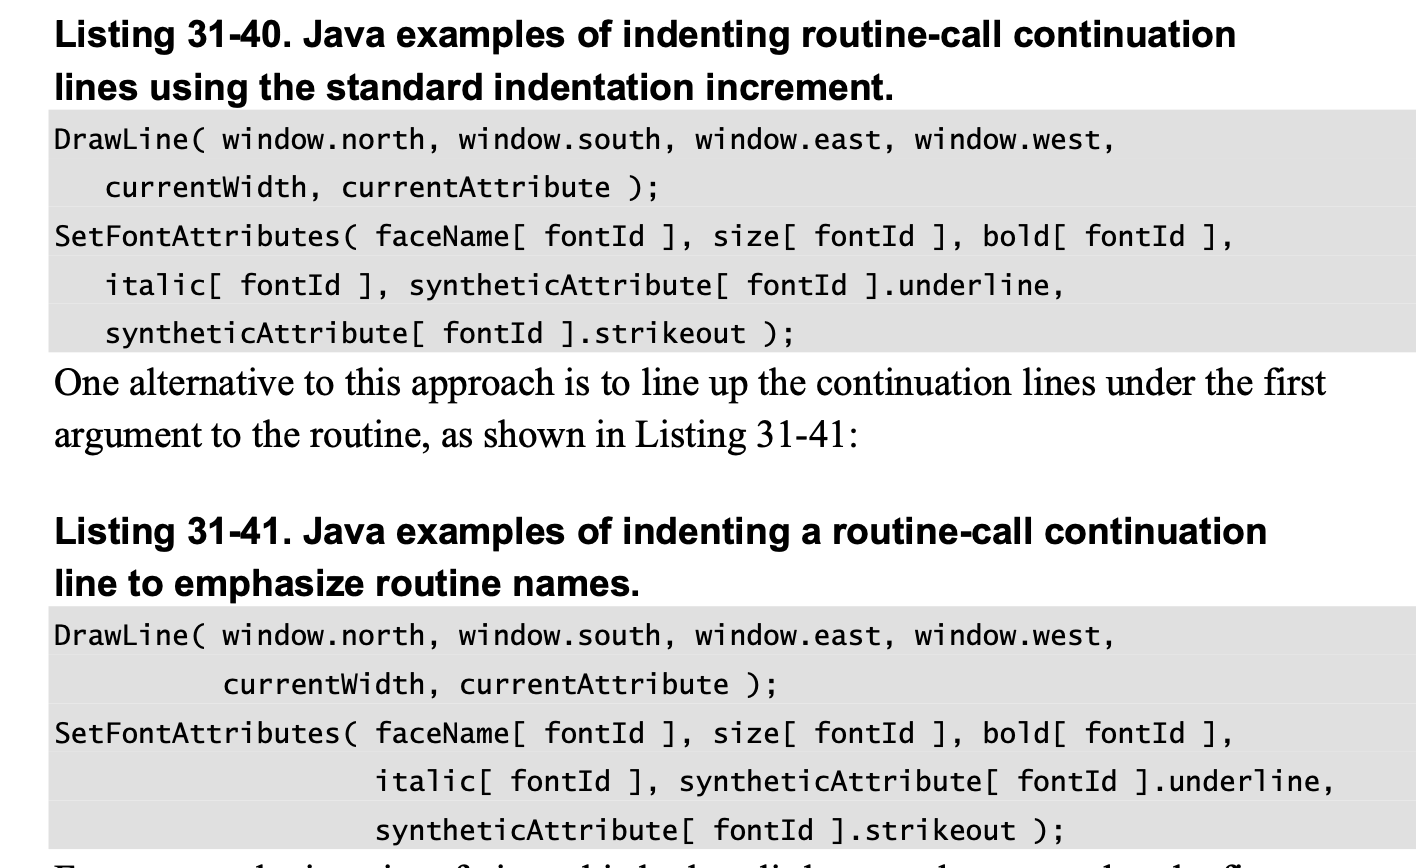 Listing 31-40. Java examples of indenting routine-call continuation
lines using the standard indentation increment.
DrawLine( window.north, window.south, window.east, window.west,
   currentWidth, currentAttribute );
SetFontAttributes( faceName[ fontId ], size[ fontId ], bold[ fontId ],
   italic[ fontId ], syntheticAttribute[ fontId ].underline,
   syntheticAttribute[ fontId ].strikeout );
One alternative to this approach is to line up the continuation lines under the first
argument to the routine, as shown in Listing 31-41:
Listing 31-41. Java examples of indenting a routine-call continuation
line to emphasize routine names.
DrawLine( window.north, window.south, window.east, window.west,
          currentWidth, currentAttribute );
SetFontAttributes( faceName[ fontId ], size[ fontId ], bold[ fontId ],
                   italic[ fontId ], syntheticAttribute[ fontId ].underline,
                   syntheticAttribute[ fontId ].strikeout );